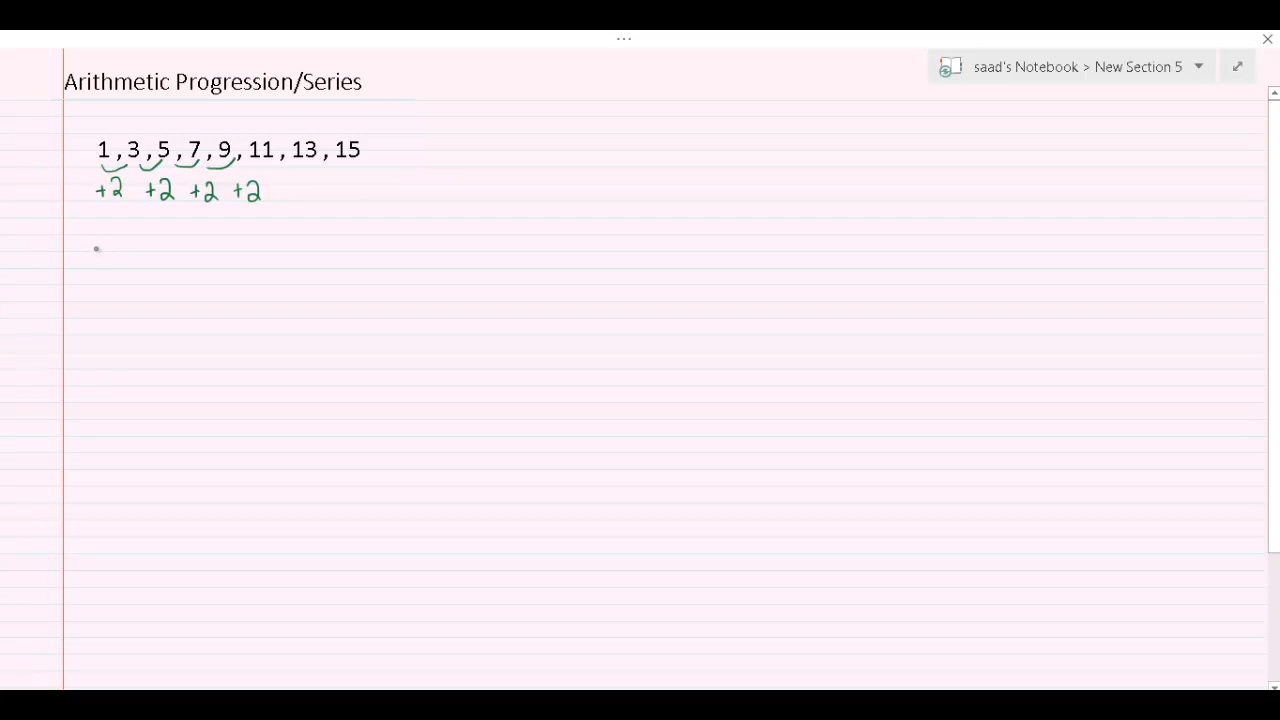 ...
saad's Notebook > New Section 5
Arithmetic Progression/Series
1 , 3 , 5 , 7 , 9 , 11 , 13 , 15
+2 +2 +2 +2